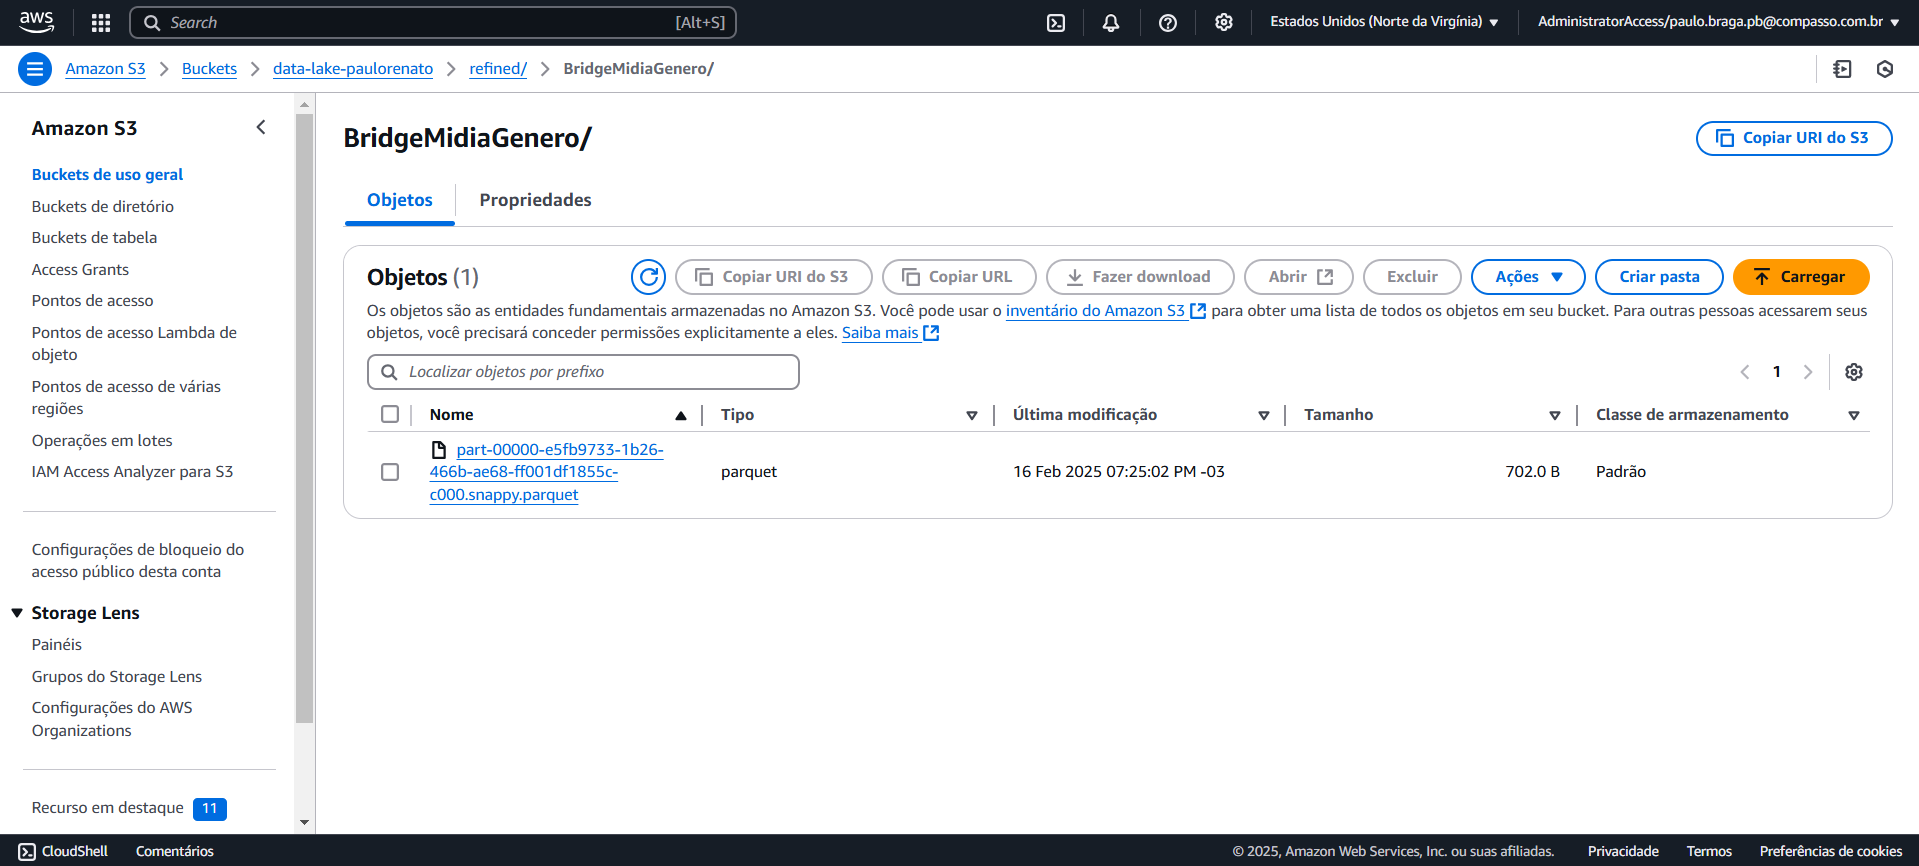 aws
Search [Alt+S]
Estados Unidos (Norte da Virgínia)
AdministratorAccess/paulo.braga.pb@compasso.com.br
Amazon S3
Buckets
data-lake-paulorenato
refined/
BridgeMidiaGenero/
Amazon S3
Buckets de uso geral
Buckets de diretório
Buckets de tabela
Access Grants
Pontos de acesso
Pontos de acesso Lambda de
objeto
Pontos de acesso de várias
regiões
Operações em lotes
IAM Access Analyzer para S3
Configurações de bloqueio do
acesso público desta conta
Storage Lens
Painéis
Grupos do Storage Lens
Configurações do AWS
Organizations
Recurso em destaque 11
BridgeMidiaGenero/
Copiar URI do S3
Objetos
Propriedades
Objetos (1)
Copiar URI do S3
Copiar URL
Fazer download
Abrir
Excluir
Ações
Criar pasta
Carregar
Os objetos são as entidades fundamentais armazenadas no Amazon S3. Você pode usar o inventário do Amazon S3 para obter uma lista de todos os objetos em seu bucket. Para outras pessoas acessarem seus
objetos, você precisará conceder permissões explicitamente a eles. Saiba mais
Localizar objetos por prefixo
1
Nome
Tipo
Última modificação
Tamanho
Classe de armazenamento
part-00000-e5fb9733-1b26-
466b-ae68-ff001df1855c-
c000.snappy.parquet
parquet
16 Feb 2025 07:25:02 PM -03
702.0 B
Padrão
CloudShell
Comentários
© 2025, Amazon Web Services, Inc. ou suas afiliadas.
Privacidade
Termos
Preferências de cookies